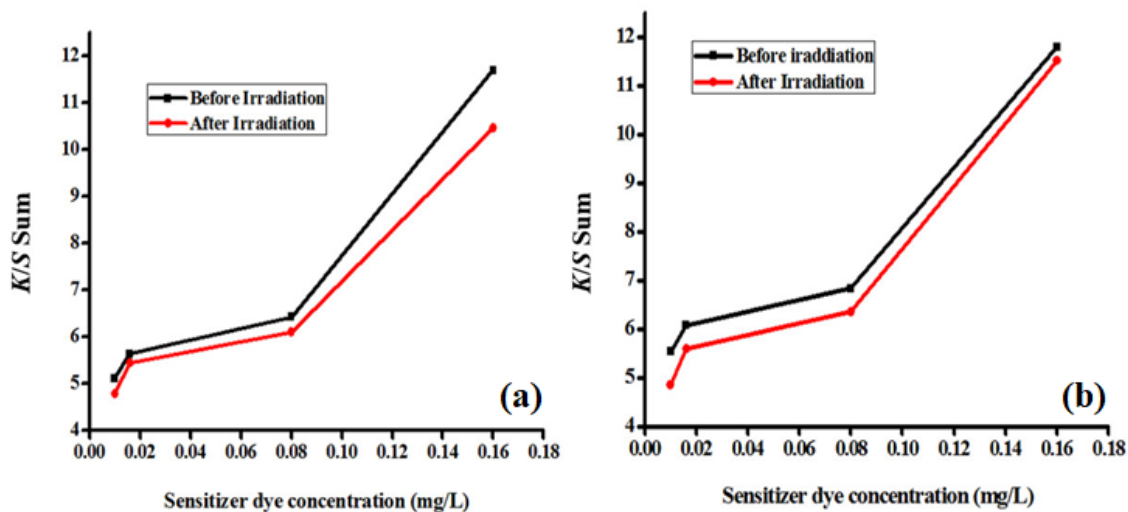 12
11
10
9
8
7
6
5
4
K/S Sum
Before Irradiation
After Irradiation
(a)
0.00 0.02 0.04 0.06 0.08 0.10 0.12 0.14 0.16 0.18
Sensitizer dye concentration (mg/L)
12
11
10
9
8
7
6
5
4
K/S Sum
Before iraddiation
After Irradiation
(b)
0.00 0.02 0.04 0.06 0.08 0.10 0.12 0.14 0.16 0.18
Sensitizer dye concentration (mg/L)